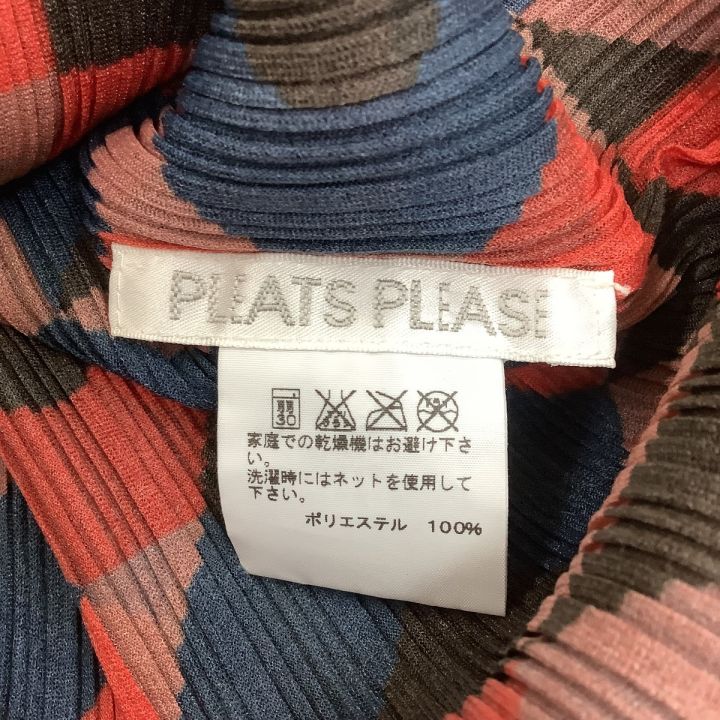 PLEATS PLEASE
30
家庭での乾燥機はお避け下さ
い。
洗濯時にはネットを使用して
下さい。
ポリエステル 100%